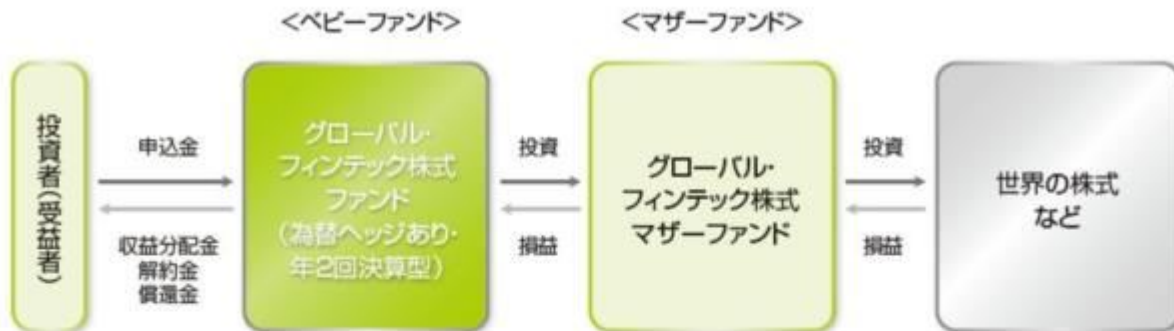 <ベビーファンド>
<マザーファンド>
投資者(受益者)
申込金
収益分配金
解約金
償還金
グローバル・
フィンテック株式
ファンド
(為替ヘッジあり・
年2回決算型)
投資
損益
グローバル・
フィンテック株式
マザーファンド
投資
損益
世界の株式
など